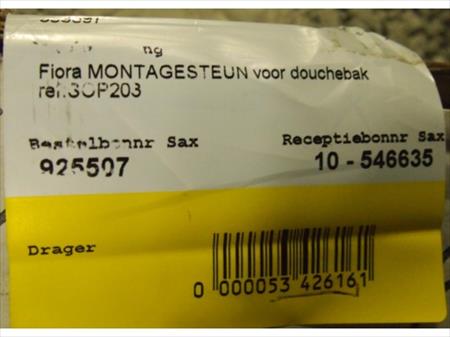 Fiora MONTAGESTEUN voor douchebak
ref.SOP203
Bestelbonnr Sax
Receptiebonnr Sax
925507
10 - 546635
Drager
0 000053 426161